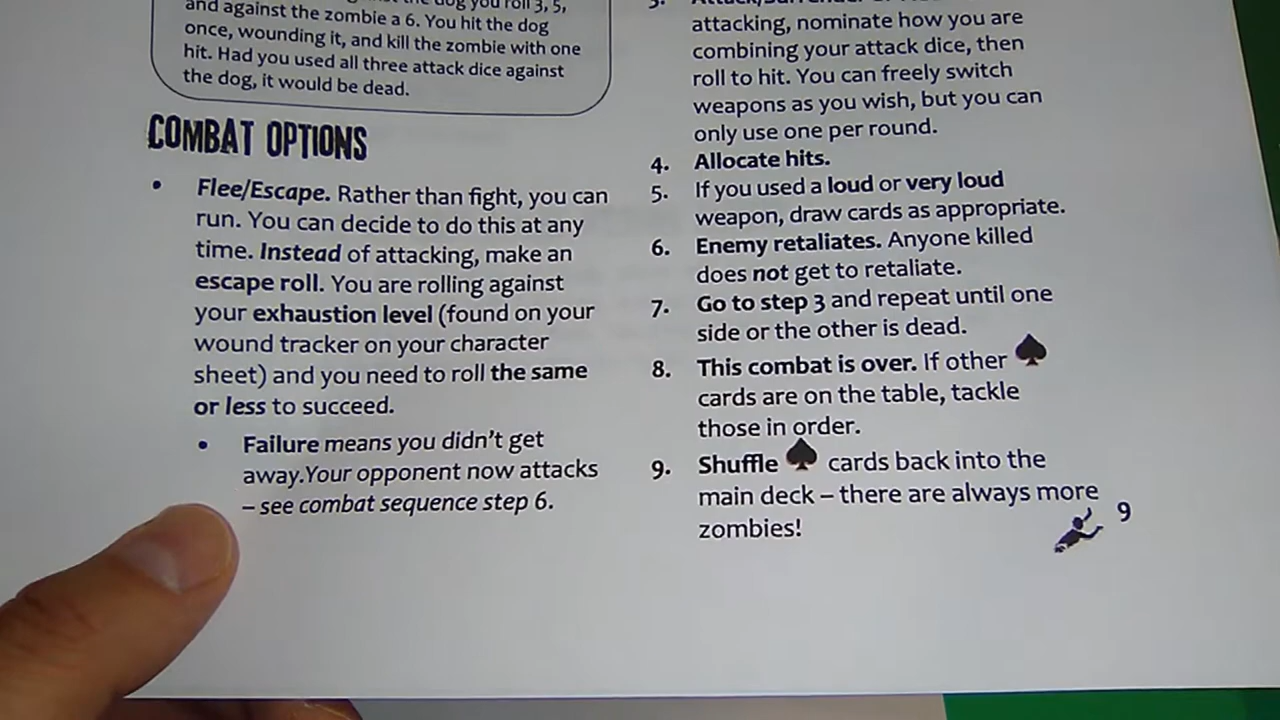 the dog you roll 3, 5,
and against the zombie a 6. You hit the dog
once, wounding it, and kill the zombie with one
hit. Had you used all three attack dice against
the dog, it would be dead.
COMBAT OPTIONS
• Flee/Escape. Rather than fight, you can
run. You can decide to do this at any
time. Instead of attacking, make an
escape roll. You are rolling against
your exhaustion level (found on your
wound tracker on your character
sheet) and you need to roll the same
or less to succeed.
• Failure means you didn't get
away.Your opponent now attacks
– see combat sequence step 6.
attacking, nominate how you are
combining your attack dice, then
roll to hit. You can freely switch
weapons as you wish, but you can
only use one per round.
4. Allocate hits.
5. If you used a loud or very loud
weapon, draw cards as appropriate.
6. Enemy retaliates. Anyone killed
does not get to retaliate.
7. Go to step 3 and repeat until one
side or the other is dead.
8. This combat is over. If other ♠
cards are on the table, tackle
those in order.
9. Shuffle ♠ cards back into the
main deck – there are always more
zombies!
9